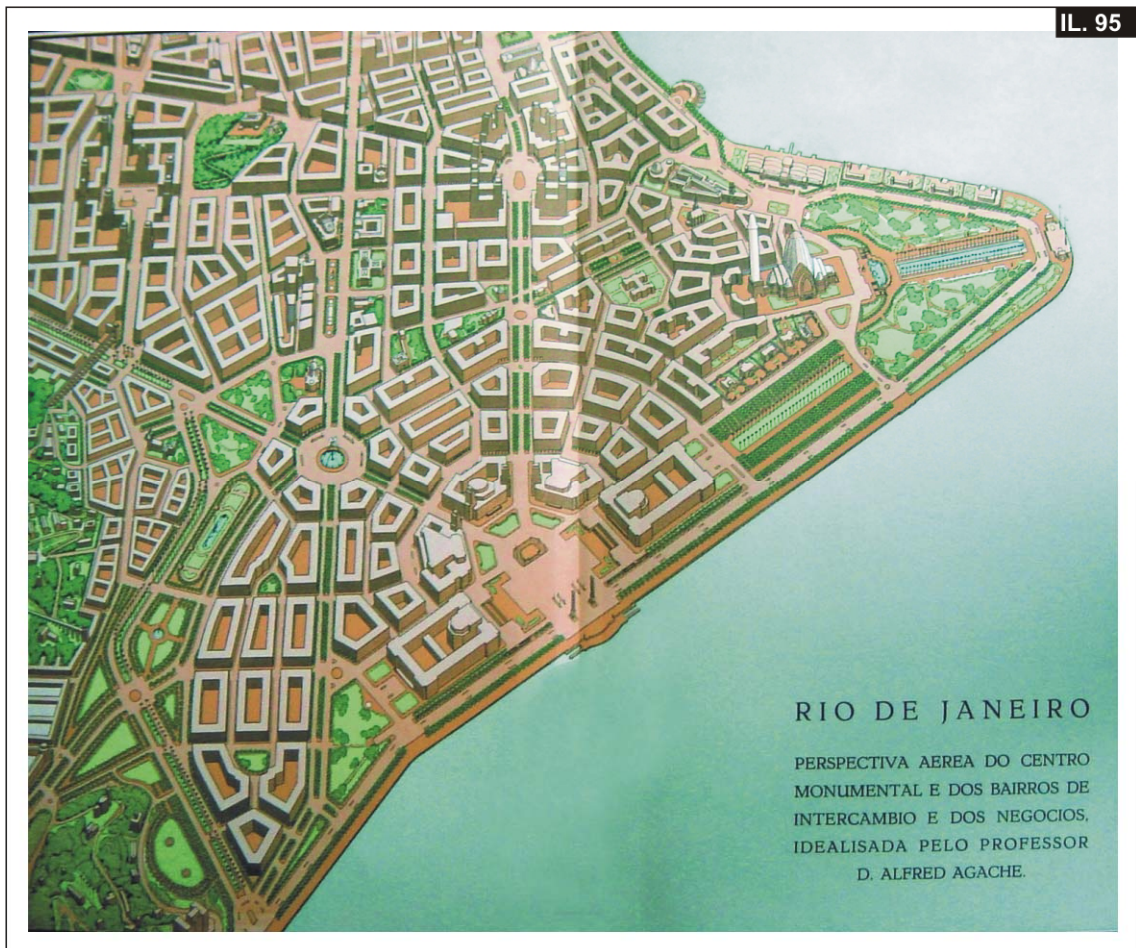 IL. 95
RIO DE JANEIRO
PERSPECTIVA AEREA DO CENTRO
MONUMENTAL E DOS BAIRROS DE
INTERCAMBIO E DOS NEGOCIOS,
IDEALISADA PELO PROFESSOR
D. ALFRED AGACHE.